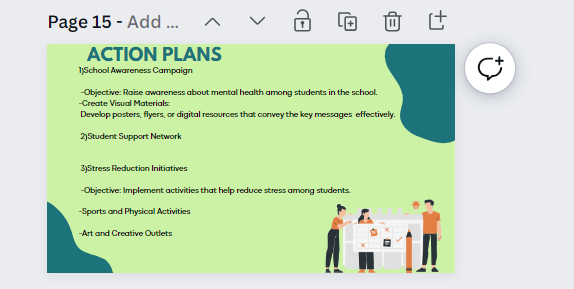 Page 15 - Add ...
ACTION PLANS
1)School Awareness Campaign
-Objective: Raise awareness about mental health among students in the school.
-Create Visual Materials:
Develop posters, flyers, or digital resources that convey the key messages effectively.
2)Student Support Network
3)Stress Reduction Initiatives
-Objective: Implement activities that help reduce stress among students.
-Sports and Physical Activities
-Art and Creative Outlets